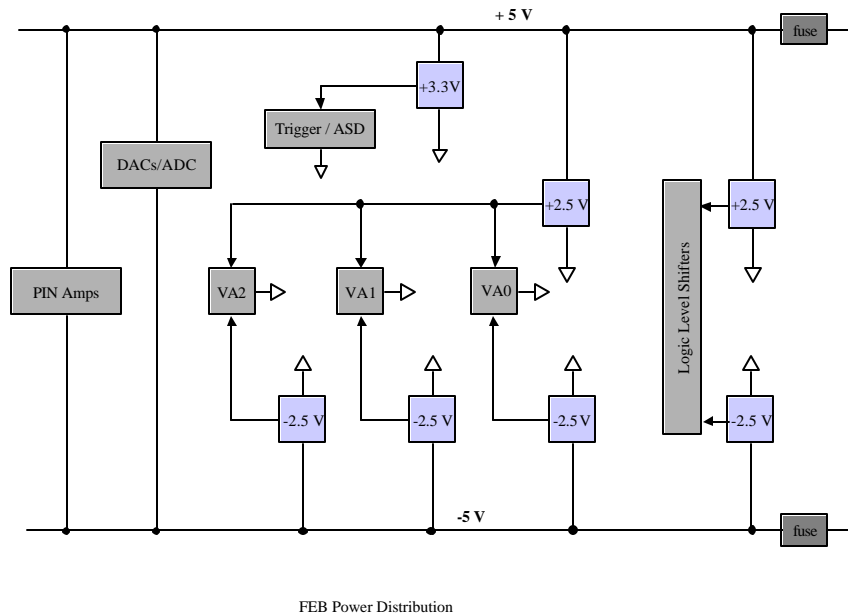 + 5 V
fuse
+3.3V
Trigger / ASD
DACs/ADC
+2.5 V
+2.5 V
PIN Amps
VA2
VA1
VA0
Logic Level Shifters
-2.5 V
-2.5 V
-2.5 V
-2.5 V
-5 V
fuse
FEB Power Distribution